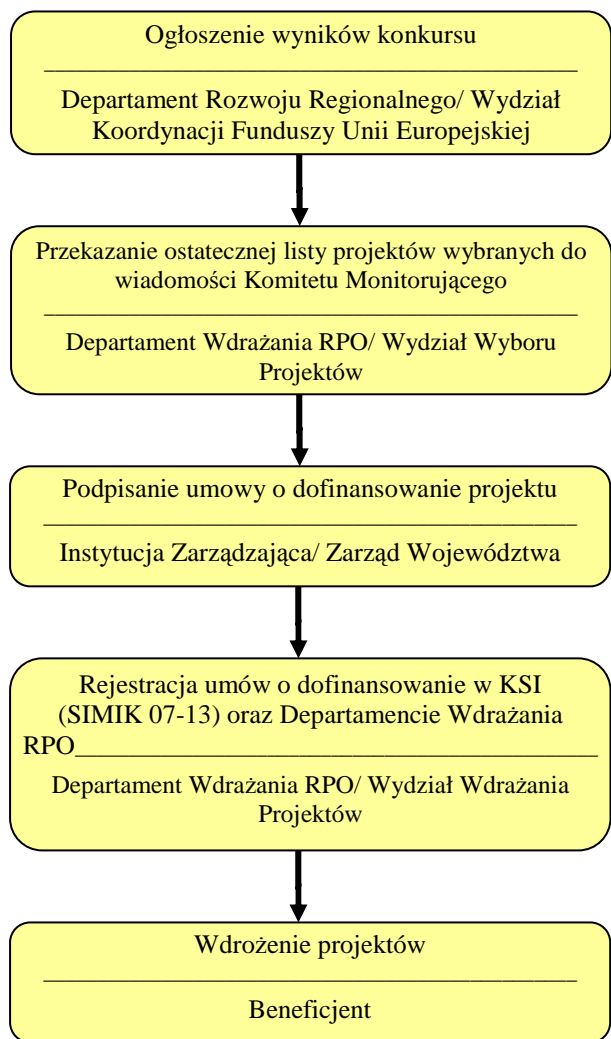 Ogłoszenie wyników konkursu
Departament Rozwoju Regionalnego/ Wydział
Koordynacji Funduszy Unii Europejskiej
Przekazanie ostatecznej listy projektów wybranych do
wiadomości Komitetu Monitorującego
Departament Wdrażania RPO/ Wydział Wyboru
Projektów
Podpisanie umowy o dofinansowanie projektu
Instytucja Zarządzająca/ Zarząd Województwa
Rejestracja umów o dofinansowanie w KSI
(SIMIK 07-13) oraz Departamencie Wdrażania
RPO
Departament Wdrażania RPO/ Wydział Wdrażania
Projektów
Wdrożenie projektów
Beneficjent